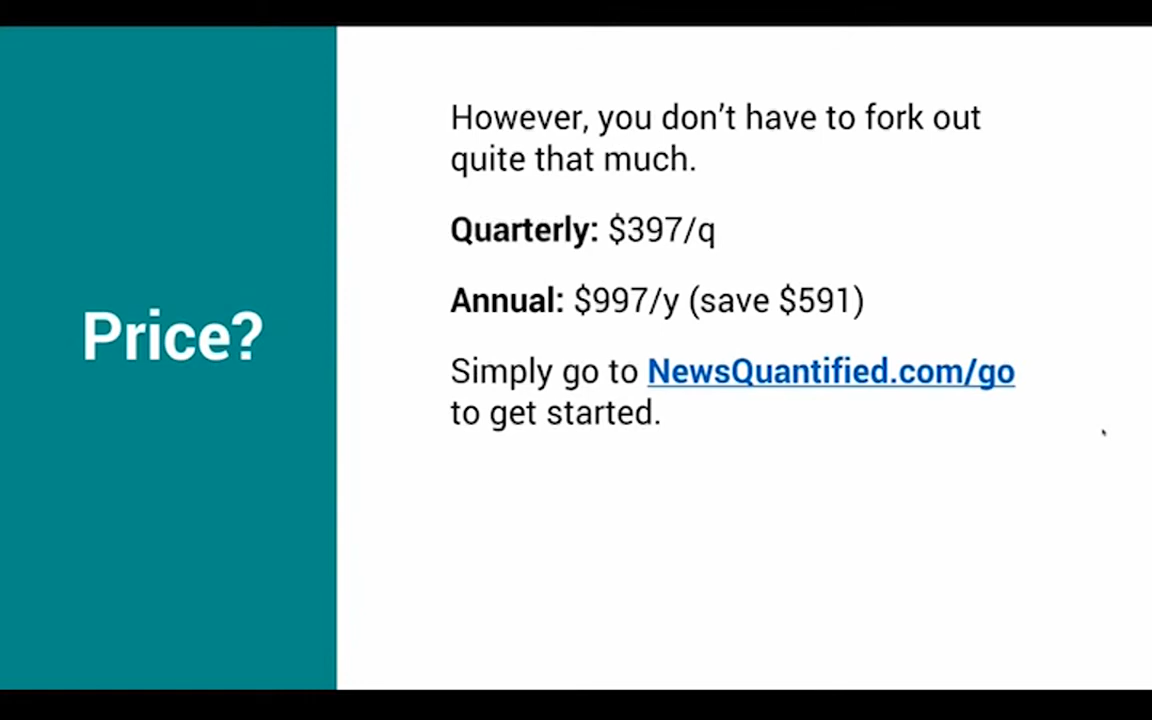 Price?
However, you don't have to fork out
quite that much.
Quarterly: $397/q
Annual: $997/y (save $591)
Simply go to NewsQuantified.com/go
to get started.